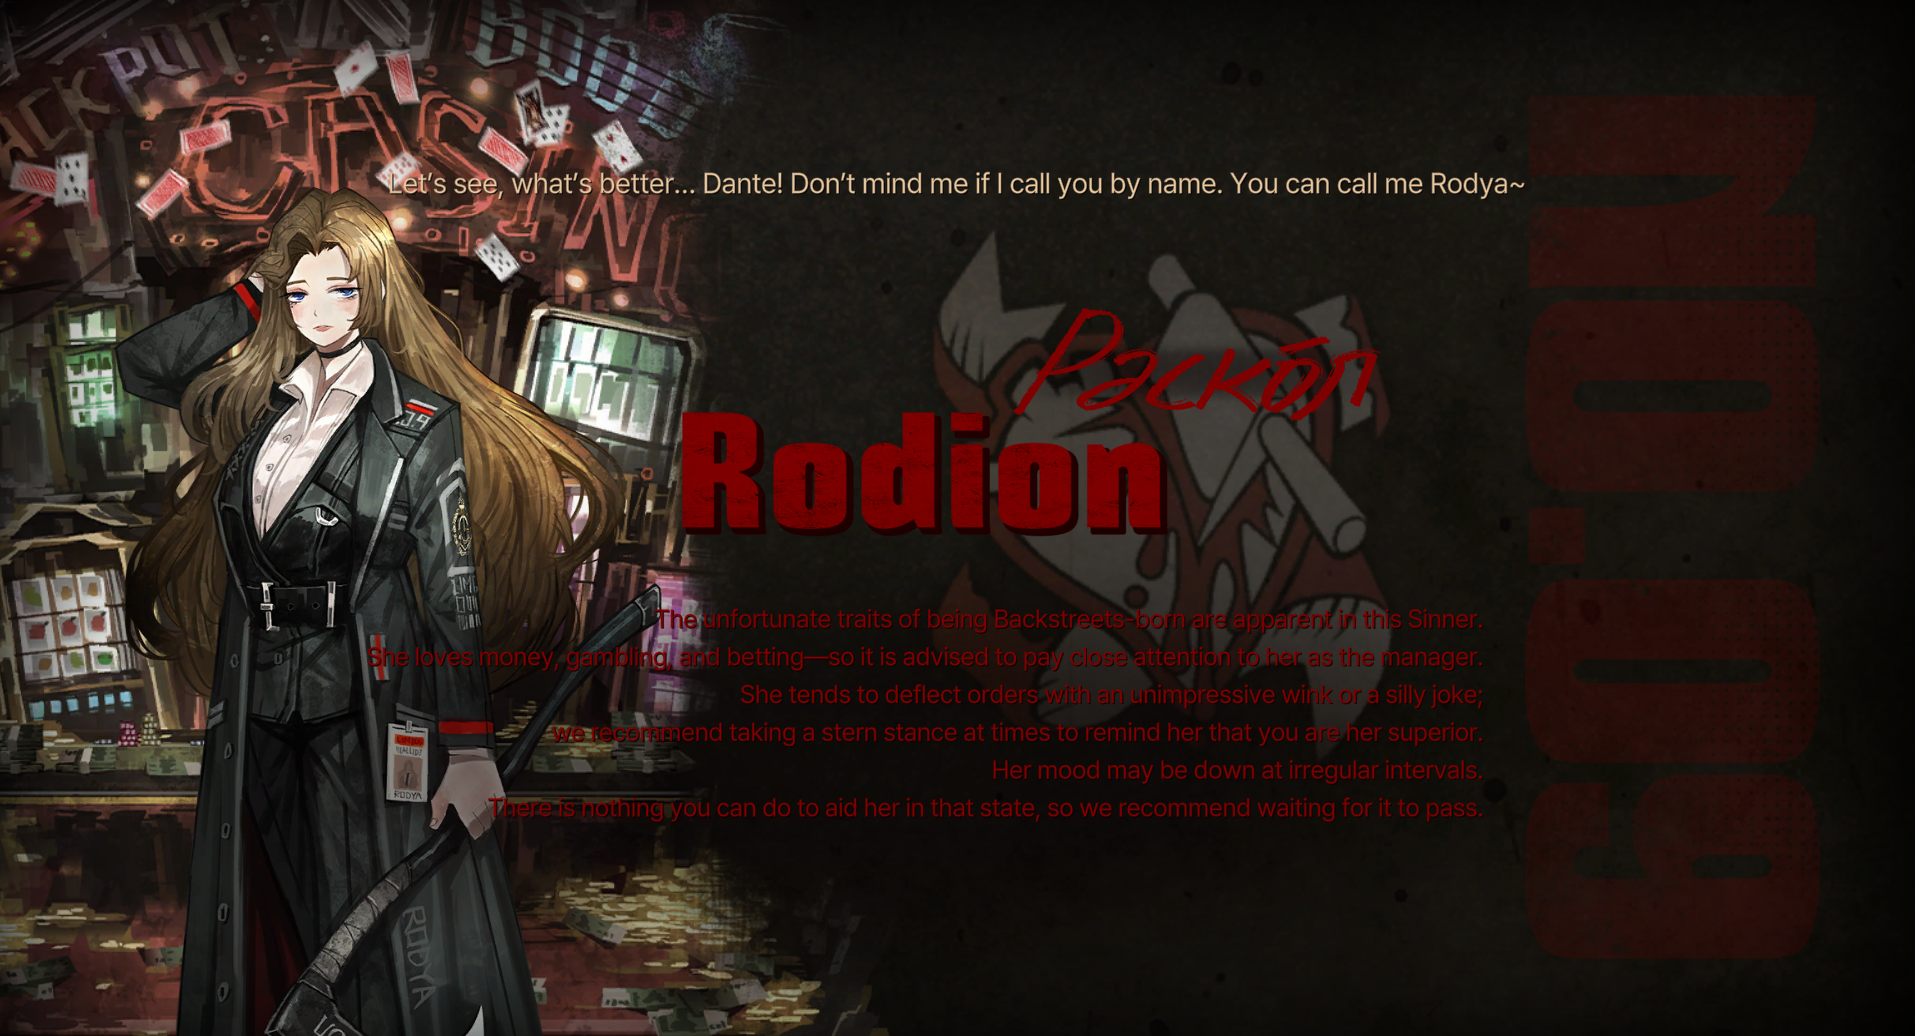 JACKPOT
CASINO
Let's see, what's better... Dante! Don't mind me if I call you by name. You can call me Rodya~
Раскол
Rodion
NO.09
The unfortunate traits of being Backstreets-born are apparent in this Sinner.
She loves money, gambling, and betting—so it is advised to pay close attention to her as the manager.
She tends to deflect orders with an unimpressive wink or a silly joke;
we recommend taking a stern stance at times to remind her that you are her superior.
Her mood may be down at irregular intervals.
There is nothing you can do to aid her in that state, so we recommend waiting for it to pass.
RODYA
RODYA